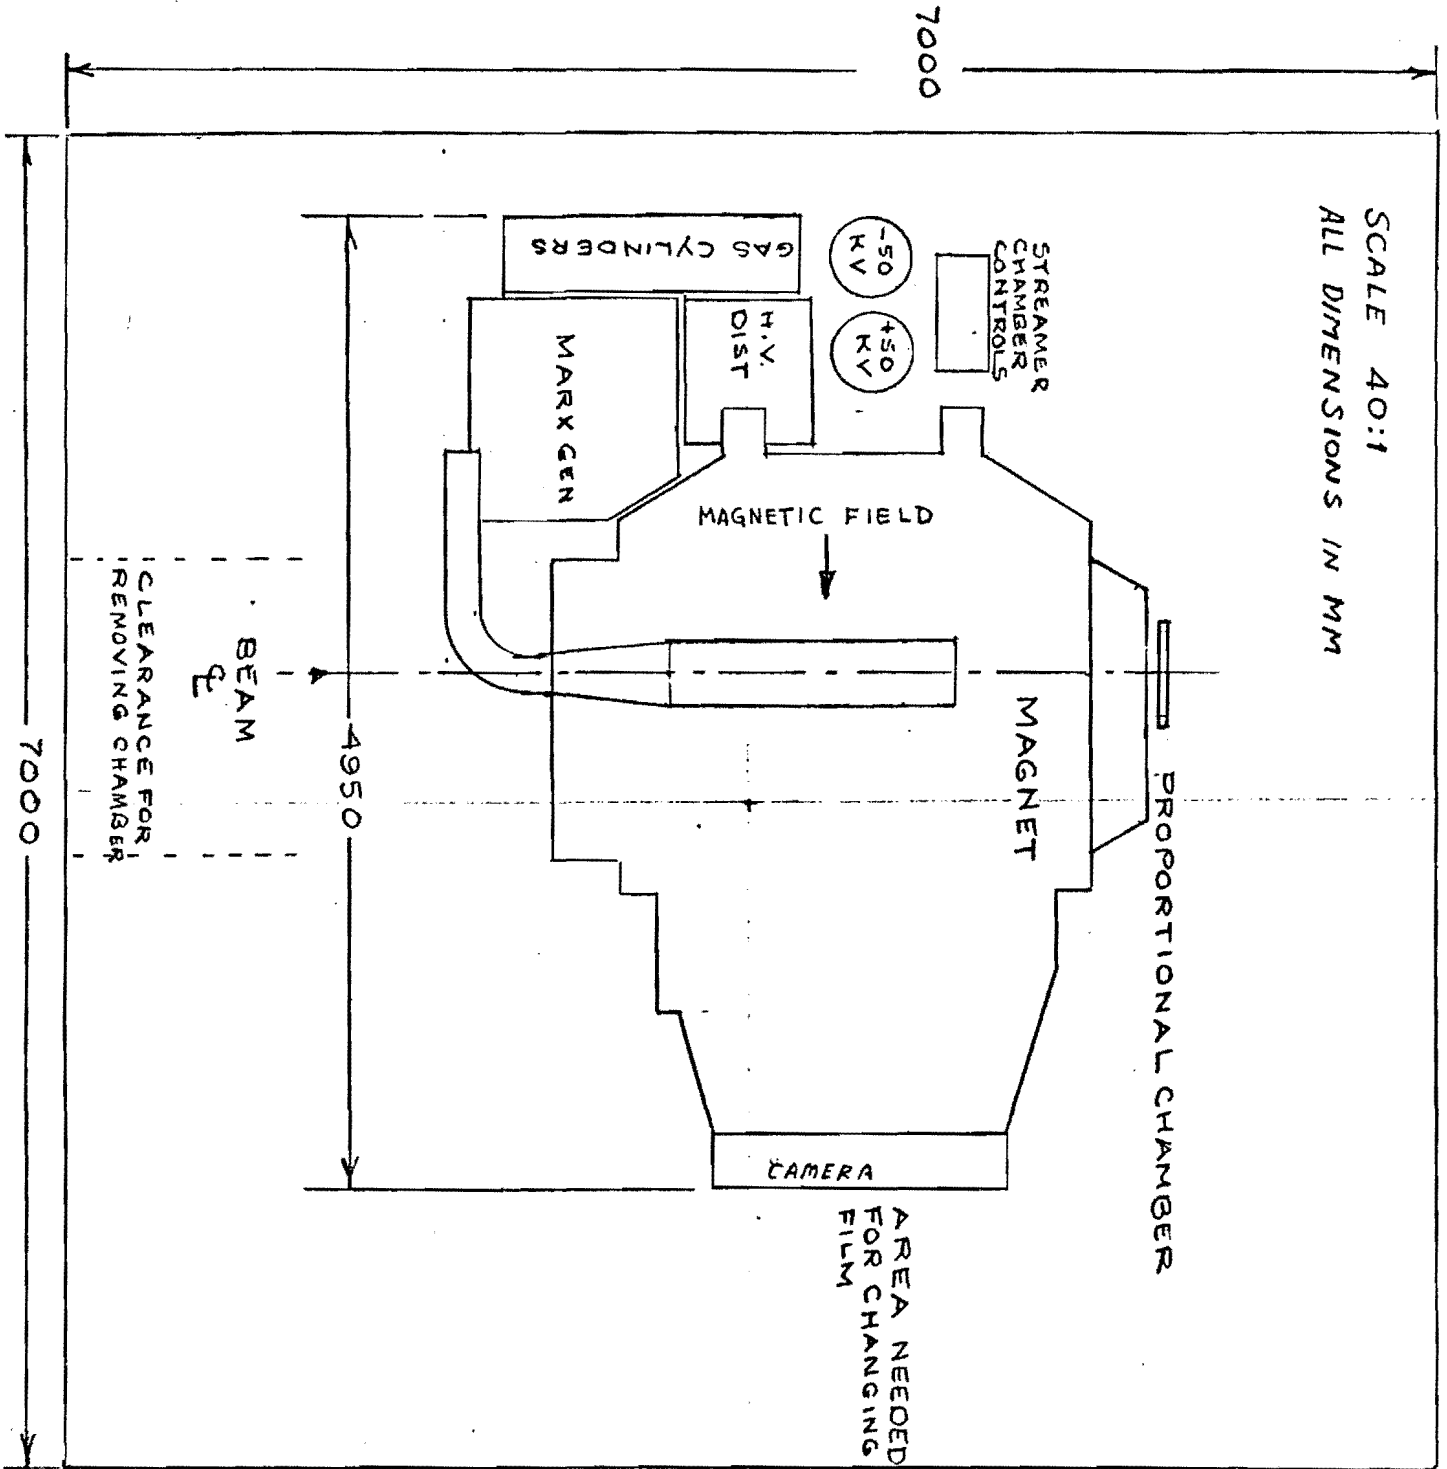 SCALE 40:1
ALL DIMENSIONS IN MM
7000
STREAMER
CHAMBER
CONTROLS
-50
KV
+50
KV
GAS CYLINDERS
H.V.
DIST
MARX GEN
MAGNETIC FIELD
MAGNET
PROPORTIONAL CHAMBER
BEAM
℄
CLEARANCE FOR
REMOVING CHAMBER
4950
CAMERA
AREA NEEDED
FOR CHANGING
FILM
7000